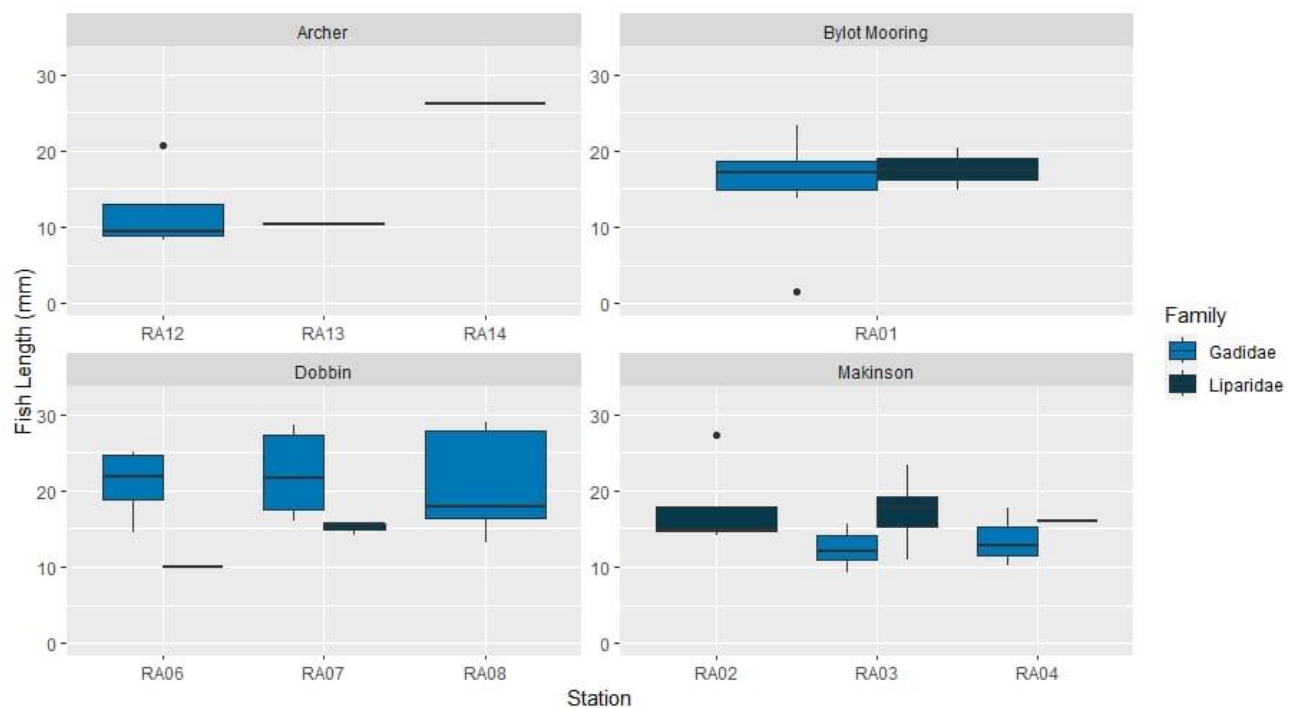 Archer
Bylot Mooring
30
20
10
0
RA12 RA13 RA14
30
20
10
0
RA01
Fish Length (mm)
Dobbin
Makinson
30
20
10
0
RA06 RA07 RA08
30
20
10
0
RA02 RA03 RA04
Station
Family
Gadidae
Liparidae